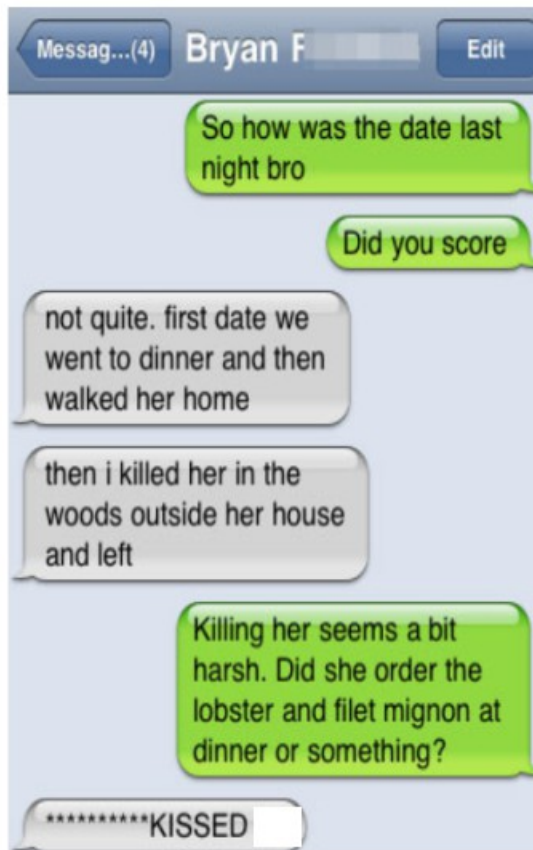 Messag...(4) Bryan F Edit
So how was the date last
night bro
Did you score
not quite. first date we
went to dinner and then
walked her home
then i killed her in the
woods outside her house
and left
Killing her seems a bit
harsh. Did she order the
lobster and filet mignon at
dinner or something?
**********KISSED